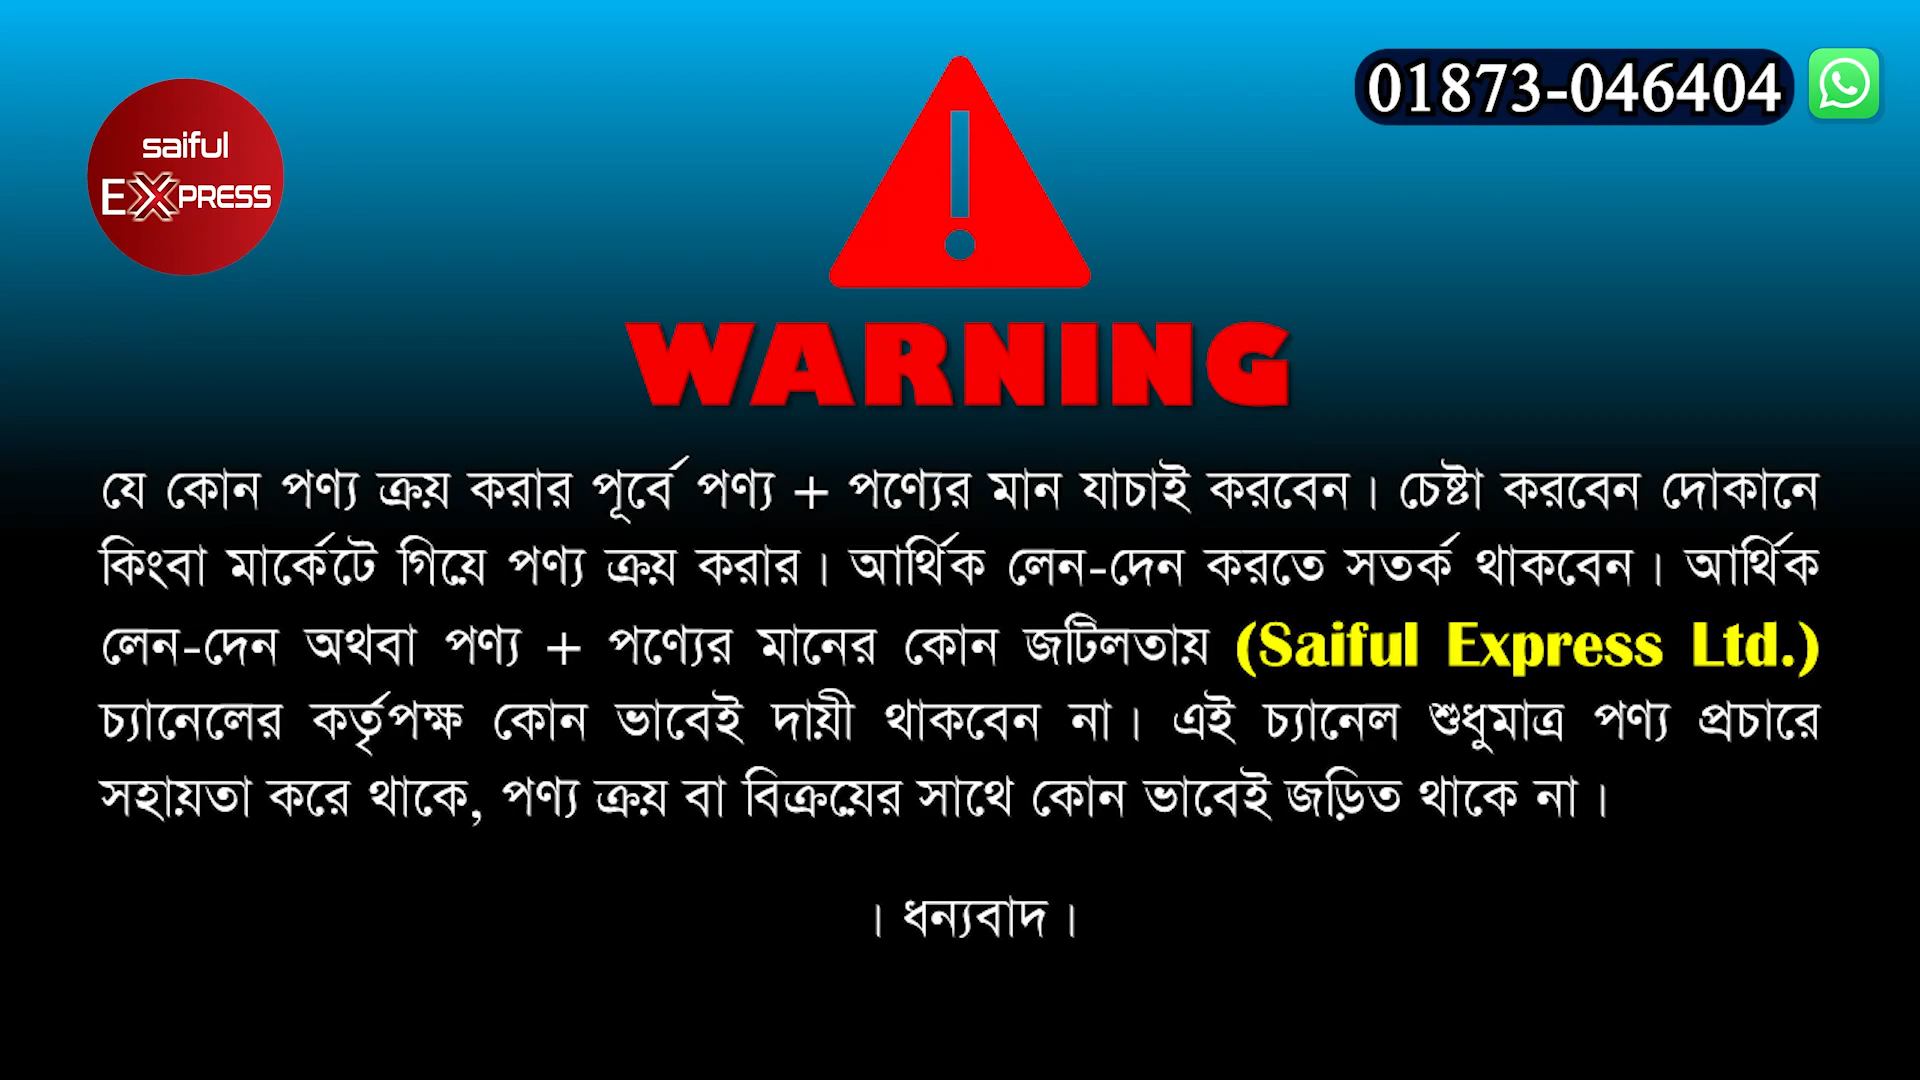 saiful
EXPRESS
01873-046404
WARNING
যে কোন পণ্য ক্রয় করার পূর্বে পণ্য + পণ্যের মান যাচাই করবেন। চেষ্টা করবেন দোকানে
কিংবা মার্কেটে গিয়ে পণ্য ক্রয় করার। আর্থিক লেন-দেন করতে সতর্ক থাকবেন। আর্থিক
লেন-দেন অথবা পণ্য + পণ্যের মানের কোন জটিলতায় (Saiful Express Ltd.)
চ্যানেলের কর্তৃপক্ষ কোন ভাবেই দায়ী থাকবেন না। এই চ্যানেল শুধুমাত্র পণ্য প্রচারে
সহায়তা করে থাকে, পণ্য ক্রয় বা বিক্রয়ের সাথে কোন ভাবেই জড়িত থাকে না।
। ধন্যবাদ।